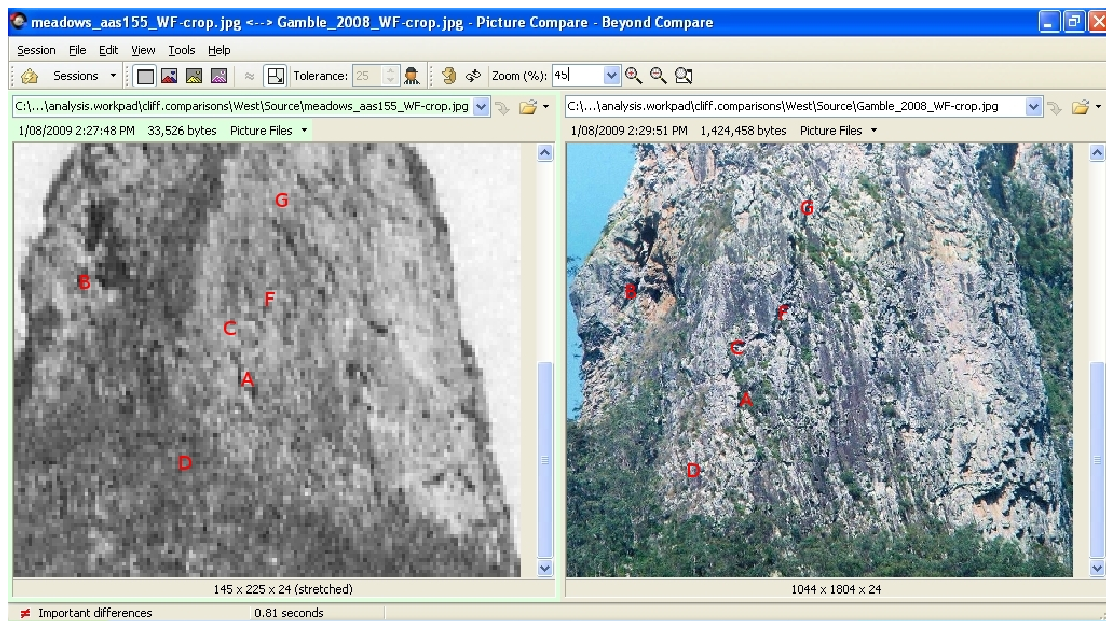 meadows_aas155_WF-crop.jpg <--> Gamble_2008_WF-crop.jpg - Picture Compare - Beyond Compare
Session File Edit View Tools Help
Sessions Tolerance: 25 Zoom (%): 45
C:\...\analysis.workpad\cliff.comparisons\West\Source\meadows_aas155_WF-crop.jpg
C:\...\analysis.workpad\cliff.comparisons\West\Source\Gamble_2008_WF-crop.jpg
1/08/2009 2:27:48 PM 33,526 bytes Picture Files
1/08/2009 2:29:51 PM 1,424,458 bytes Picture Files
G
B
F
C
A
D
G
B
F
C
A
D
145 x 225 x 24 (stretched)
1044 x 1804 x 24
Important differences 0.81 seconds